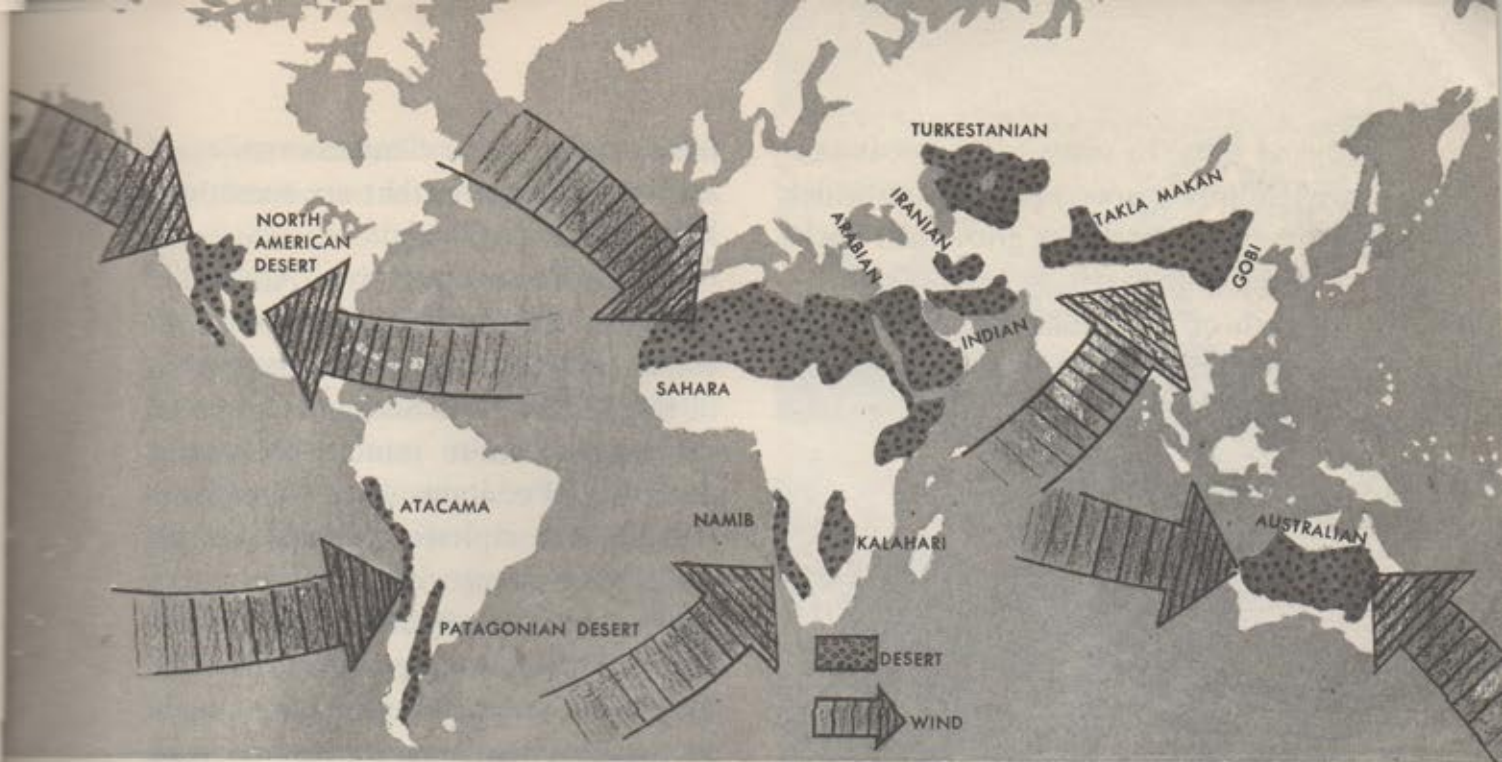 TURKESTANIAN
TAKLA MAKAN
IRANIAN
ARABIAN
NORTH
AMERICAN
DESERT
GOBI
INDIAN
SAHARA
ATACAMA
NAMIB
KALAHARI
AUSTRALIAN
PATAGONIAN DESERT
DESERT
WIND